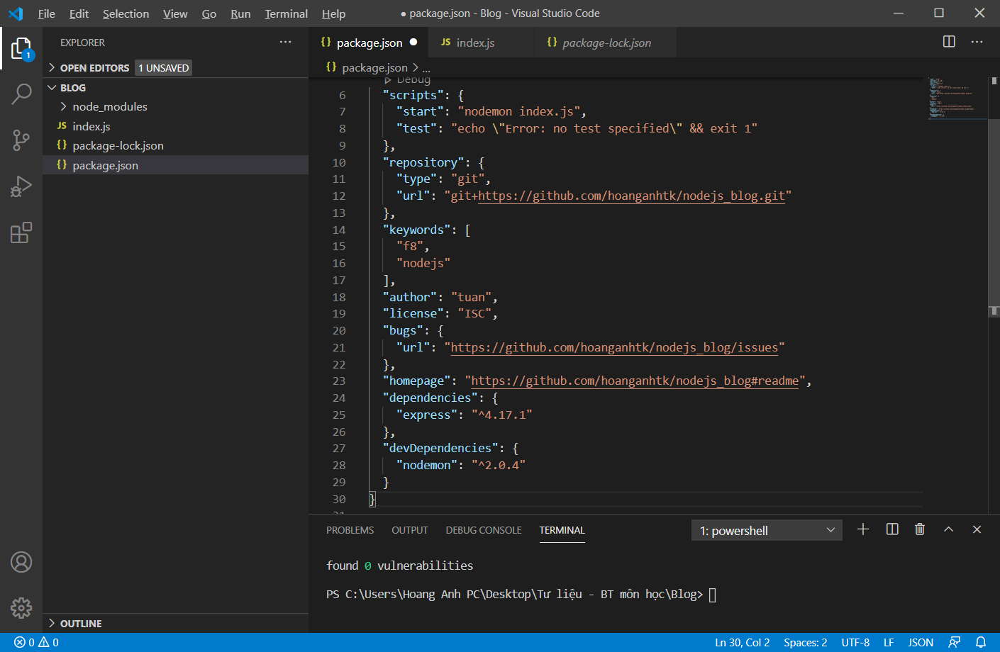 File Edit Selection View Go Run Terminal Help ● package.json - Blog - Visual Studio Code
EXPLORER
1
OPEN EDITORS 1 UNSAVED
BLOG
node_modules
JS index.js
{} package-lock.json
{} package.json
OUTLINE
{} package.json ● JS index.js {} package-lock.json
{} package.json > ...
Debug
6 "scripts": {
7 "start": "nodemon index.js",
8 "test": "echo \"Error: no test specified\" && exit 1"
9 },
10 "repository": {
11 "type": "git",
12 "url": "git+https://github.com/hoanganhtk/nodejs_blog.git"
13 },
14 "keywords": [
15 "f8",
16 "nodejs"
17 ],
18 "author": "tuan",
19 "license": "ISC",
20 "bugs": {
21 "url": "https://github.com/hoanganhtk/nodejs_blog/issues"
22 },
23 "homepage": "https://github.com/hoanganhtk/nodejs_blog#readme",
24 "dependencies": {
25 "express": "^4.17.1"
26 },
27 "devDependencies": {
28 "nodemon": "^2.0.4"
29 }
30 }
PROBLEMS OUTPUT DEBUG CONSOLE TERMINAL 1: powershell
found 0 vulnerabilities
PS C:\Users\Hoang Anh PC\Desktop\Tư liệu - BT môn học\Blog>
0 0 Ln 30, Col 2 Spaces: 2 UTF-8 LF JSON